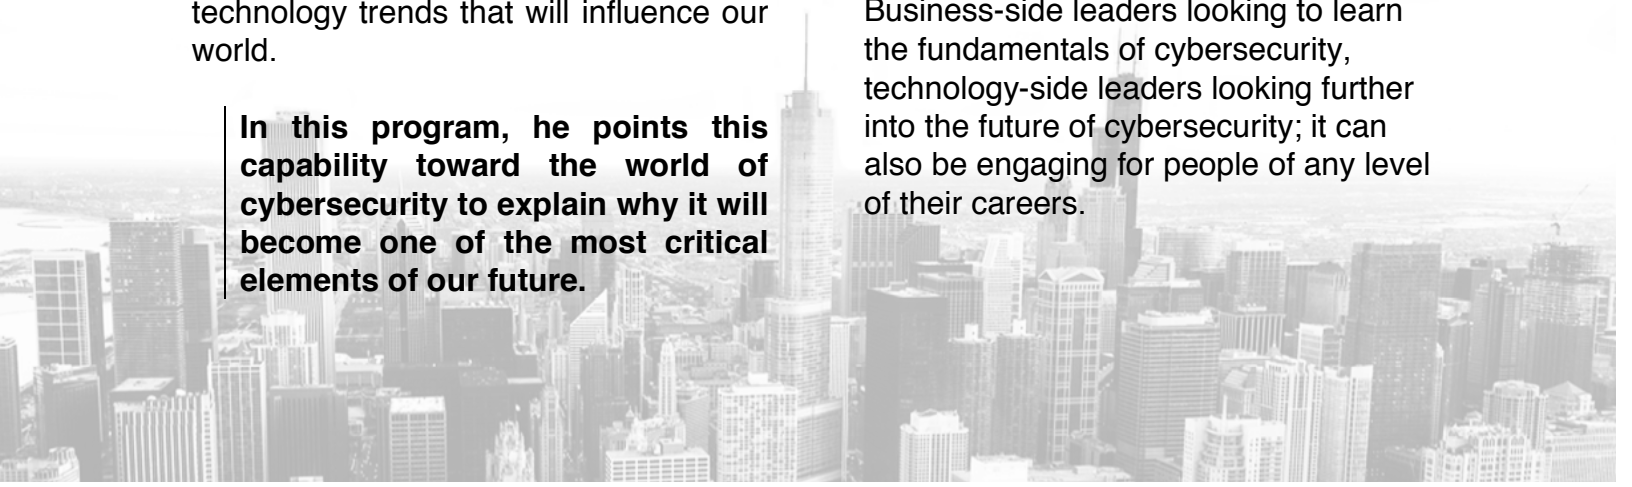 technology trends that will influence our
world.
In this program, he points this
capability toward the world of
cybersecurity to explain why it will
become one of the most critical
elements of our future.
Business-side leaders looking to learn
the fundamentals of cybersecurity,
technology-side leaders looking further
into the future of cybersecurity; it can
also be engaging for people of any level
of their careers.